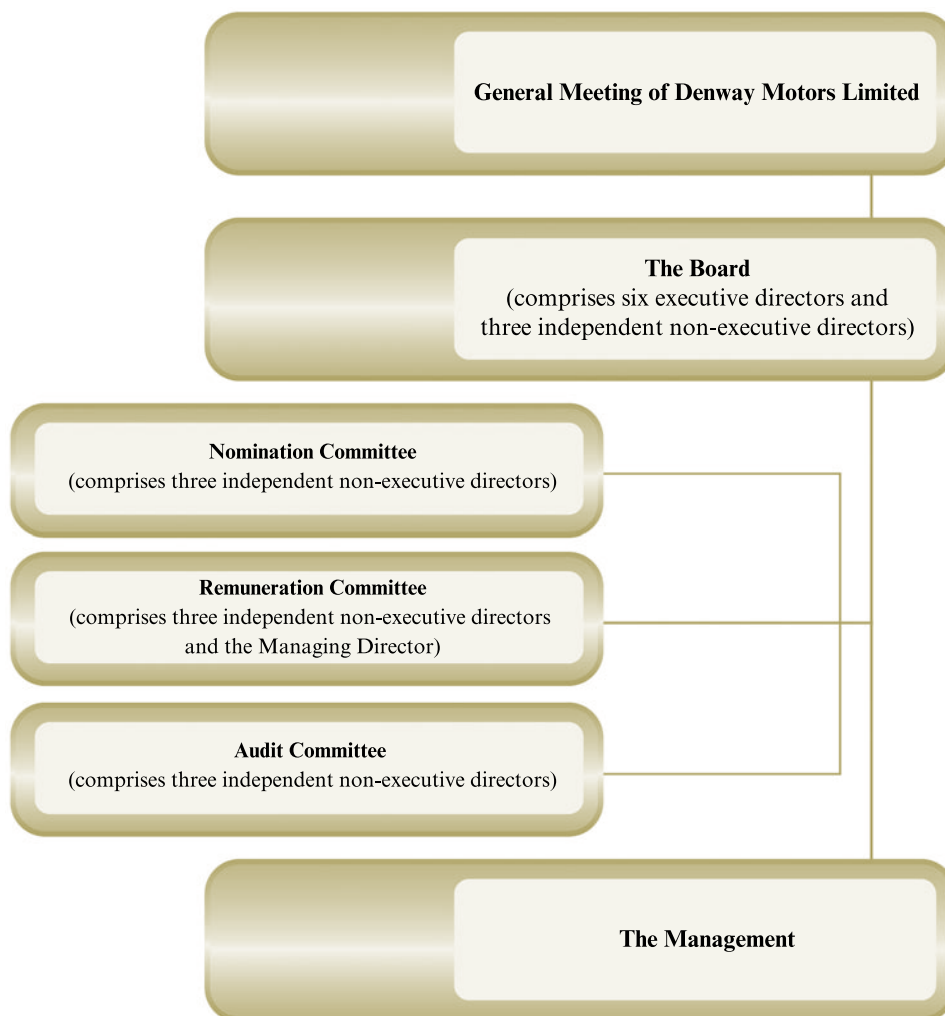 General Meeting of Denway Motors Limited
The Board
(comprises six executive directors and
three independent non-executive directors)
Nomination Committee
(comprises three independent non-executive directors)
Remuneration Committee
(comprises three independent non-executive directors
and the Managing Director)
Audit Committee
(comprises three independent non-executive directors)
The Management